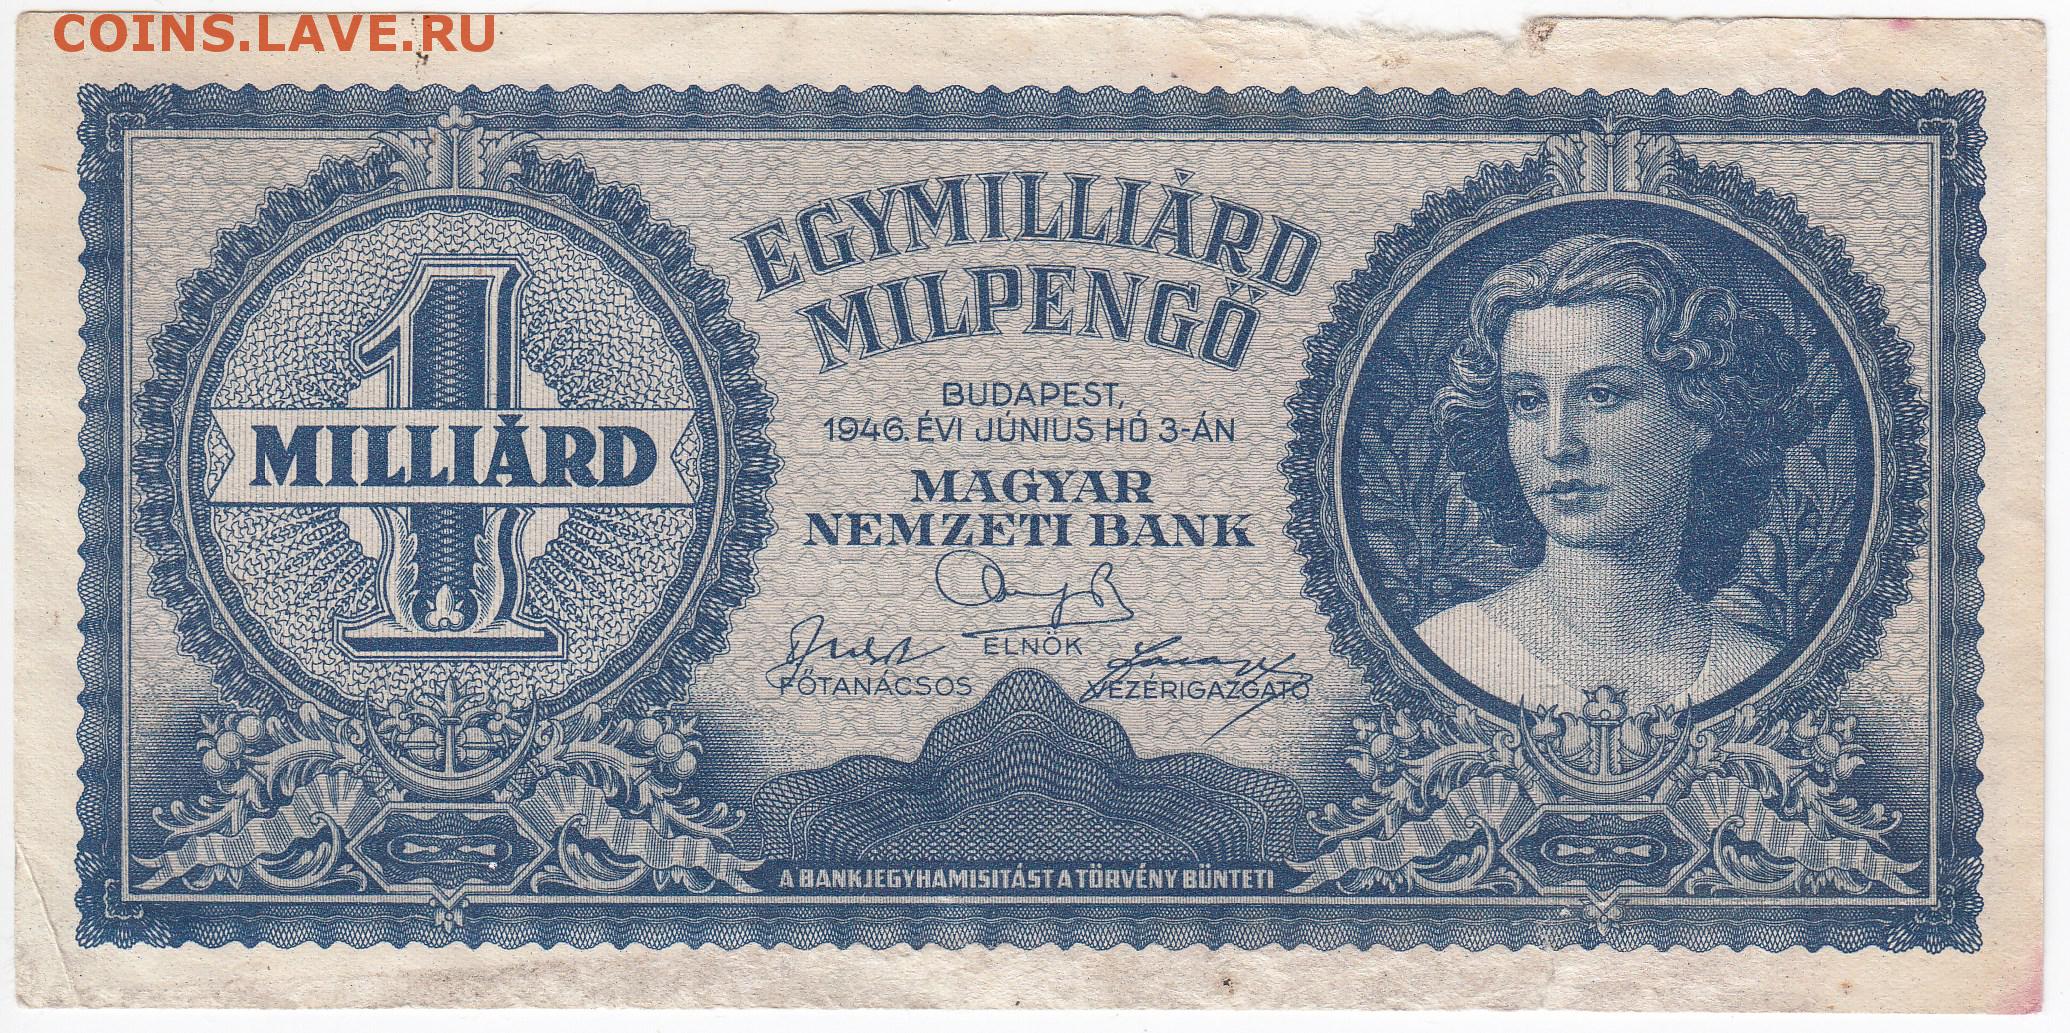 COINS.LAVE.RU
EGYMILLIÁRD
MILPENGŐ
1
MILLIÁRD
BUDAPEST,
1946. ÉVI JÚNIUS HÓ 3-ÁN
MAGYAR
NEMZETI BANK
ELNÖK
FŐTANÁCSOS
VEZÉRIGAZGATÓ
A BANKJEGYHAMISITÁST A TÖRVÉNY BÜNTETI